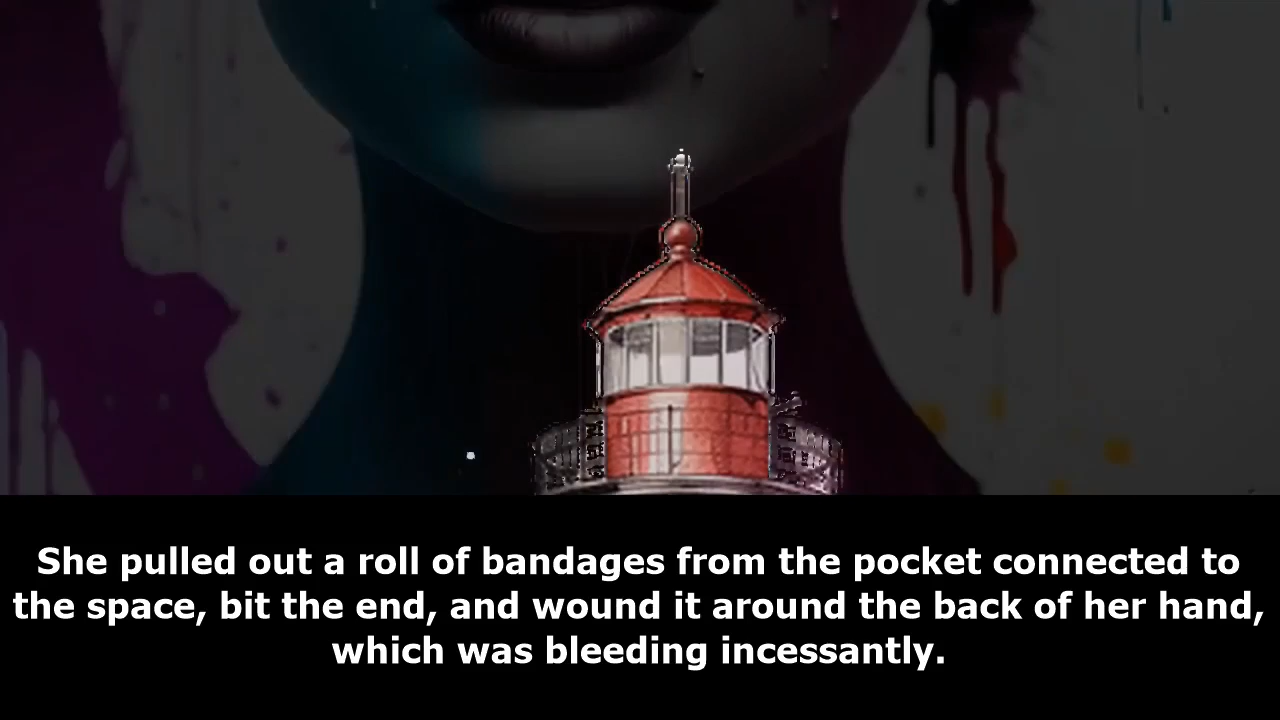 She pulled out a roll of bandages from the pocket connected to
the space, bit the end, and wound it around the back of her hand,
which was bleeding incessantly.